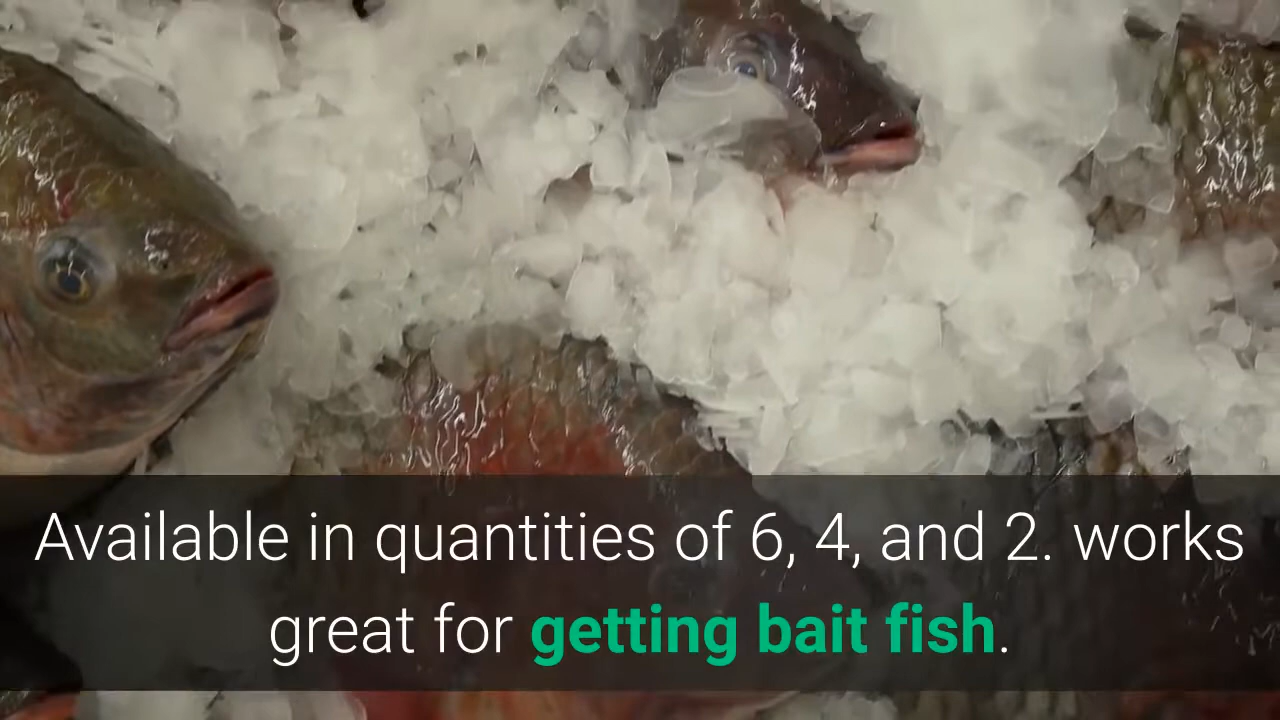 Available in quantities of 6, 4, and 2. works
great for getting bait fish.